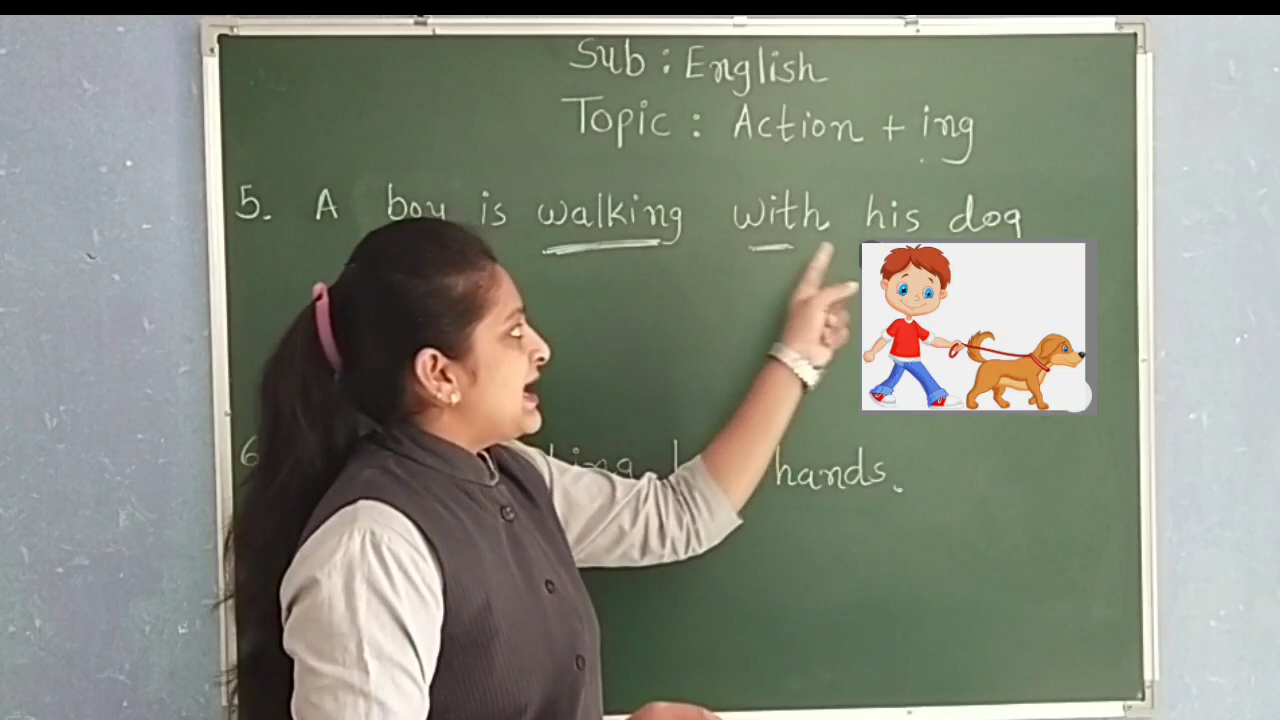 Sub : English
Topic : Action + ing
5. A boy is walking with his dog
6 hands.